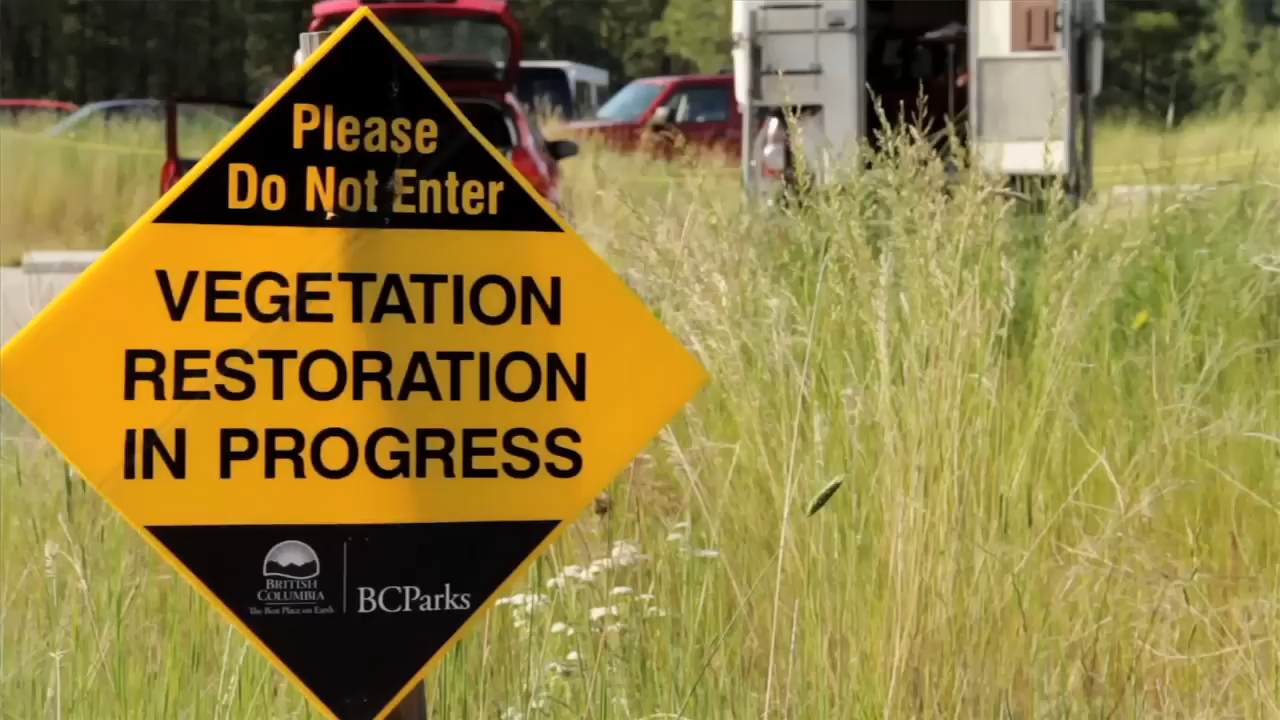 Please
Do Not Enter
VEGETATION
RESTORATION
IN PROGRESS
BRITISH
COLUMBIA
The Best Place on Earth
BCParks